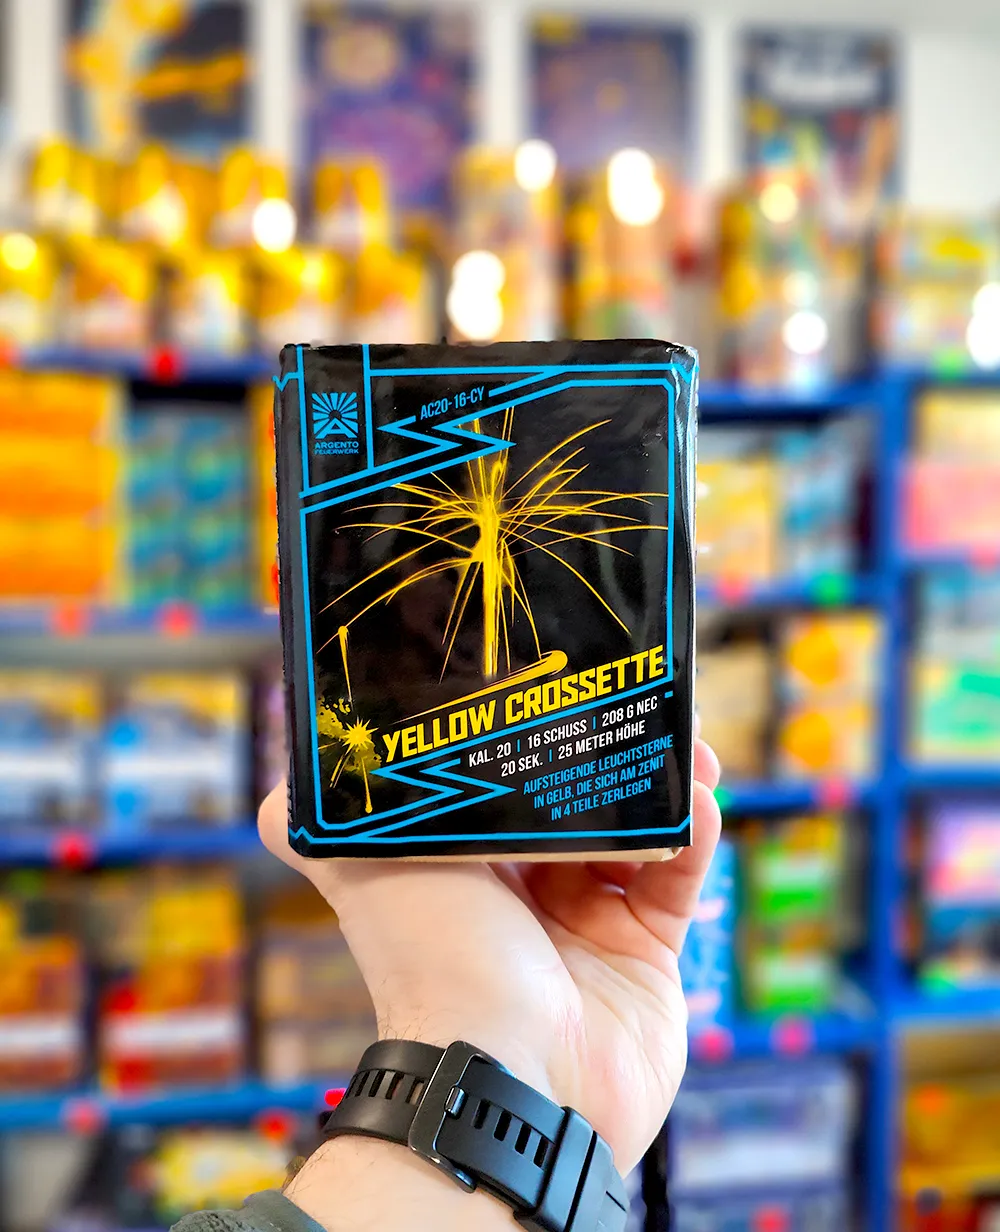 AC20-16-CY
ARGENTO
FEUERWERK
YELLOW CROSSETTE
KAL. 20 | 16 SCHUSS | 208 G NEC
20 SEK. | 25 METER HÖHE
AUFSTEIGENDE LEUCHTSTERNE
IN GELB, DIE SICH AM ZENIT
IN 4 TEILE ZERLEGEN